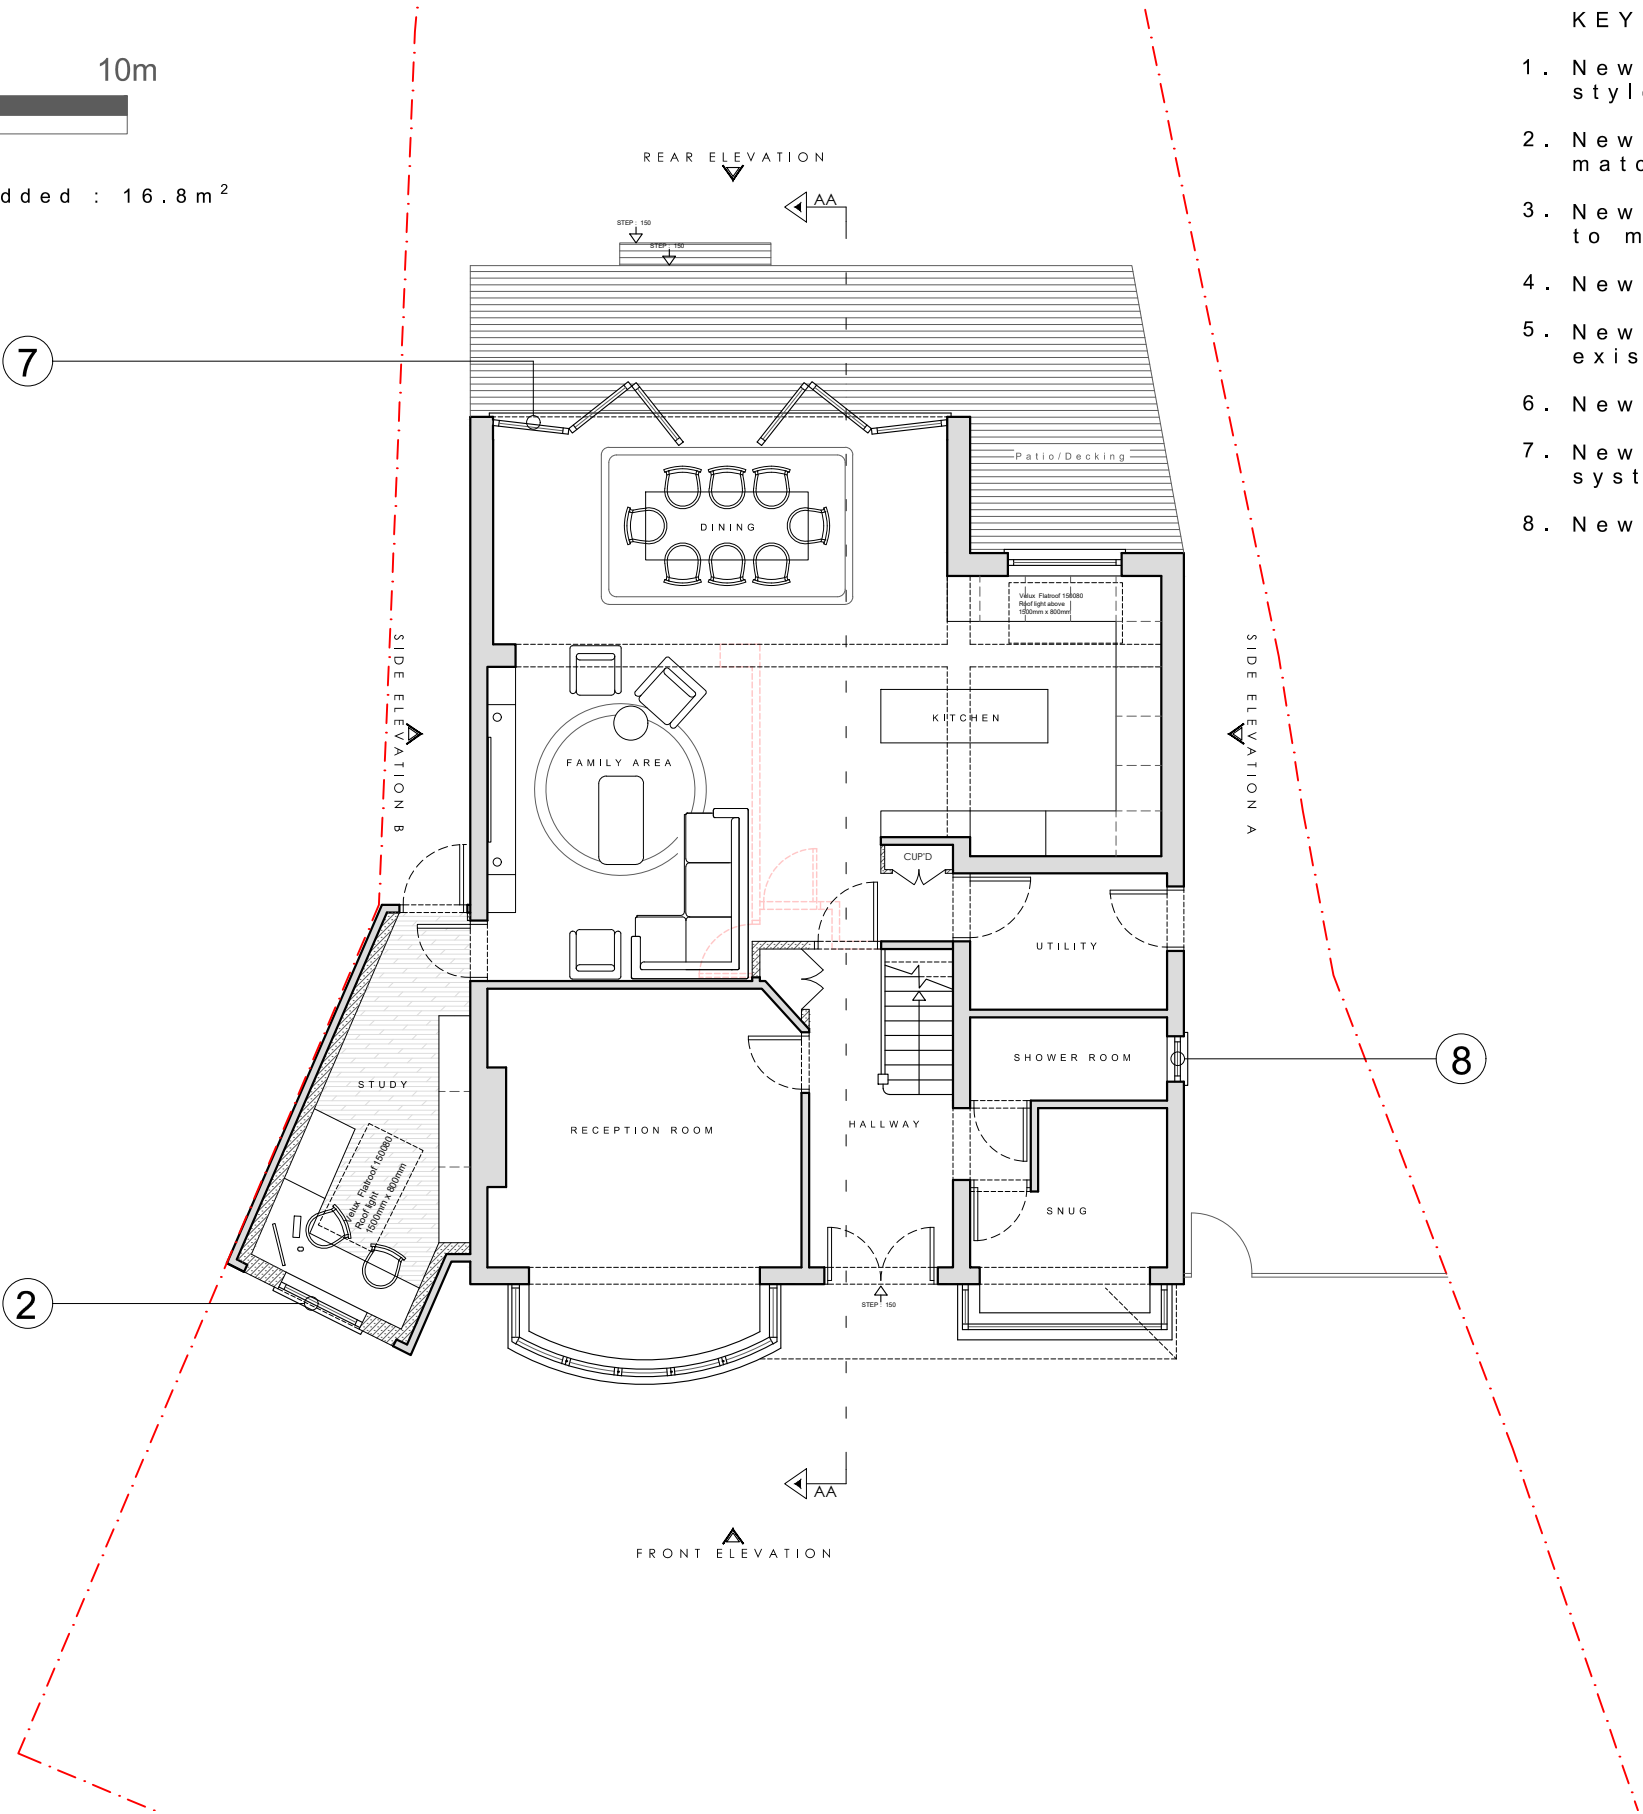 10m
dded : 16.8m²
KEY
1. New
styl
2. New
mat
3. New
to m
4. New
5. New
exis
6. New
7. New
syst
8. New
REAR ELEVATION
AA
STEP : 150
STEP : 150
7
Patio/Decking
DINING
Velux Flatroof 150080
Roof light above
1500mm x 800mm
SIDE ELEVATION B
SIDE ELEVATION A
KITCHEN
FAMILY AREA
CUP'D
UTILITY
STUDY
SHOWER ROOM
8
RECEPTION ROOM
HALLWAY
Velux Flatroof 150080
Roof light
1500mm x 800mm
SNUG
2
STEP : 150
AA
FRONT ELEVATION